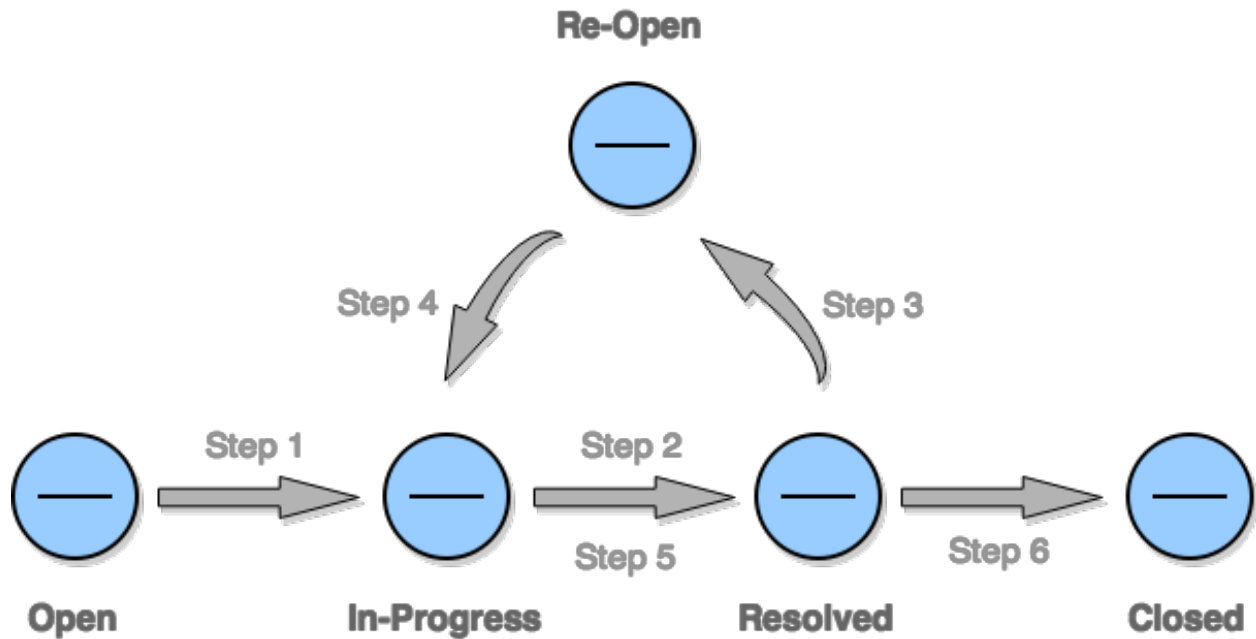 Re-Open
Step 4
Step 3
Step 1
Step 2
Step 5
Step 6
Open
In-Progress
Resolved
Closed